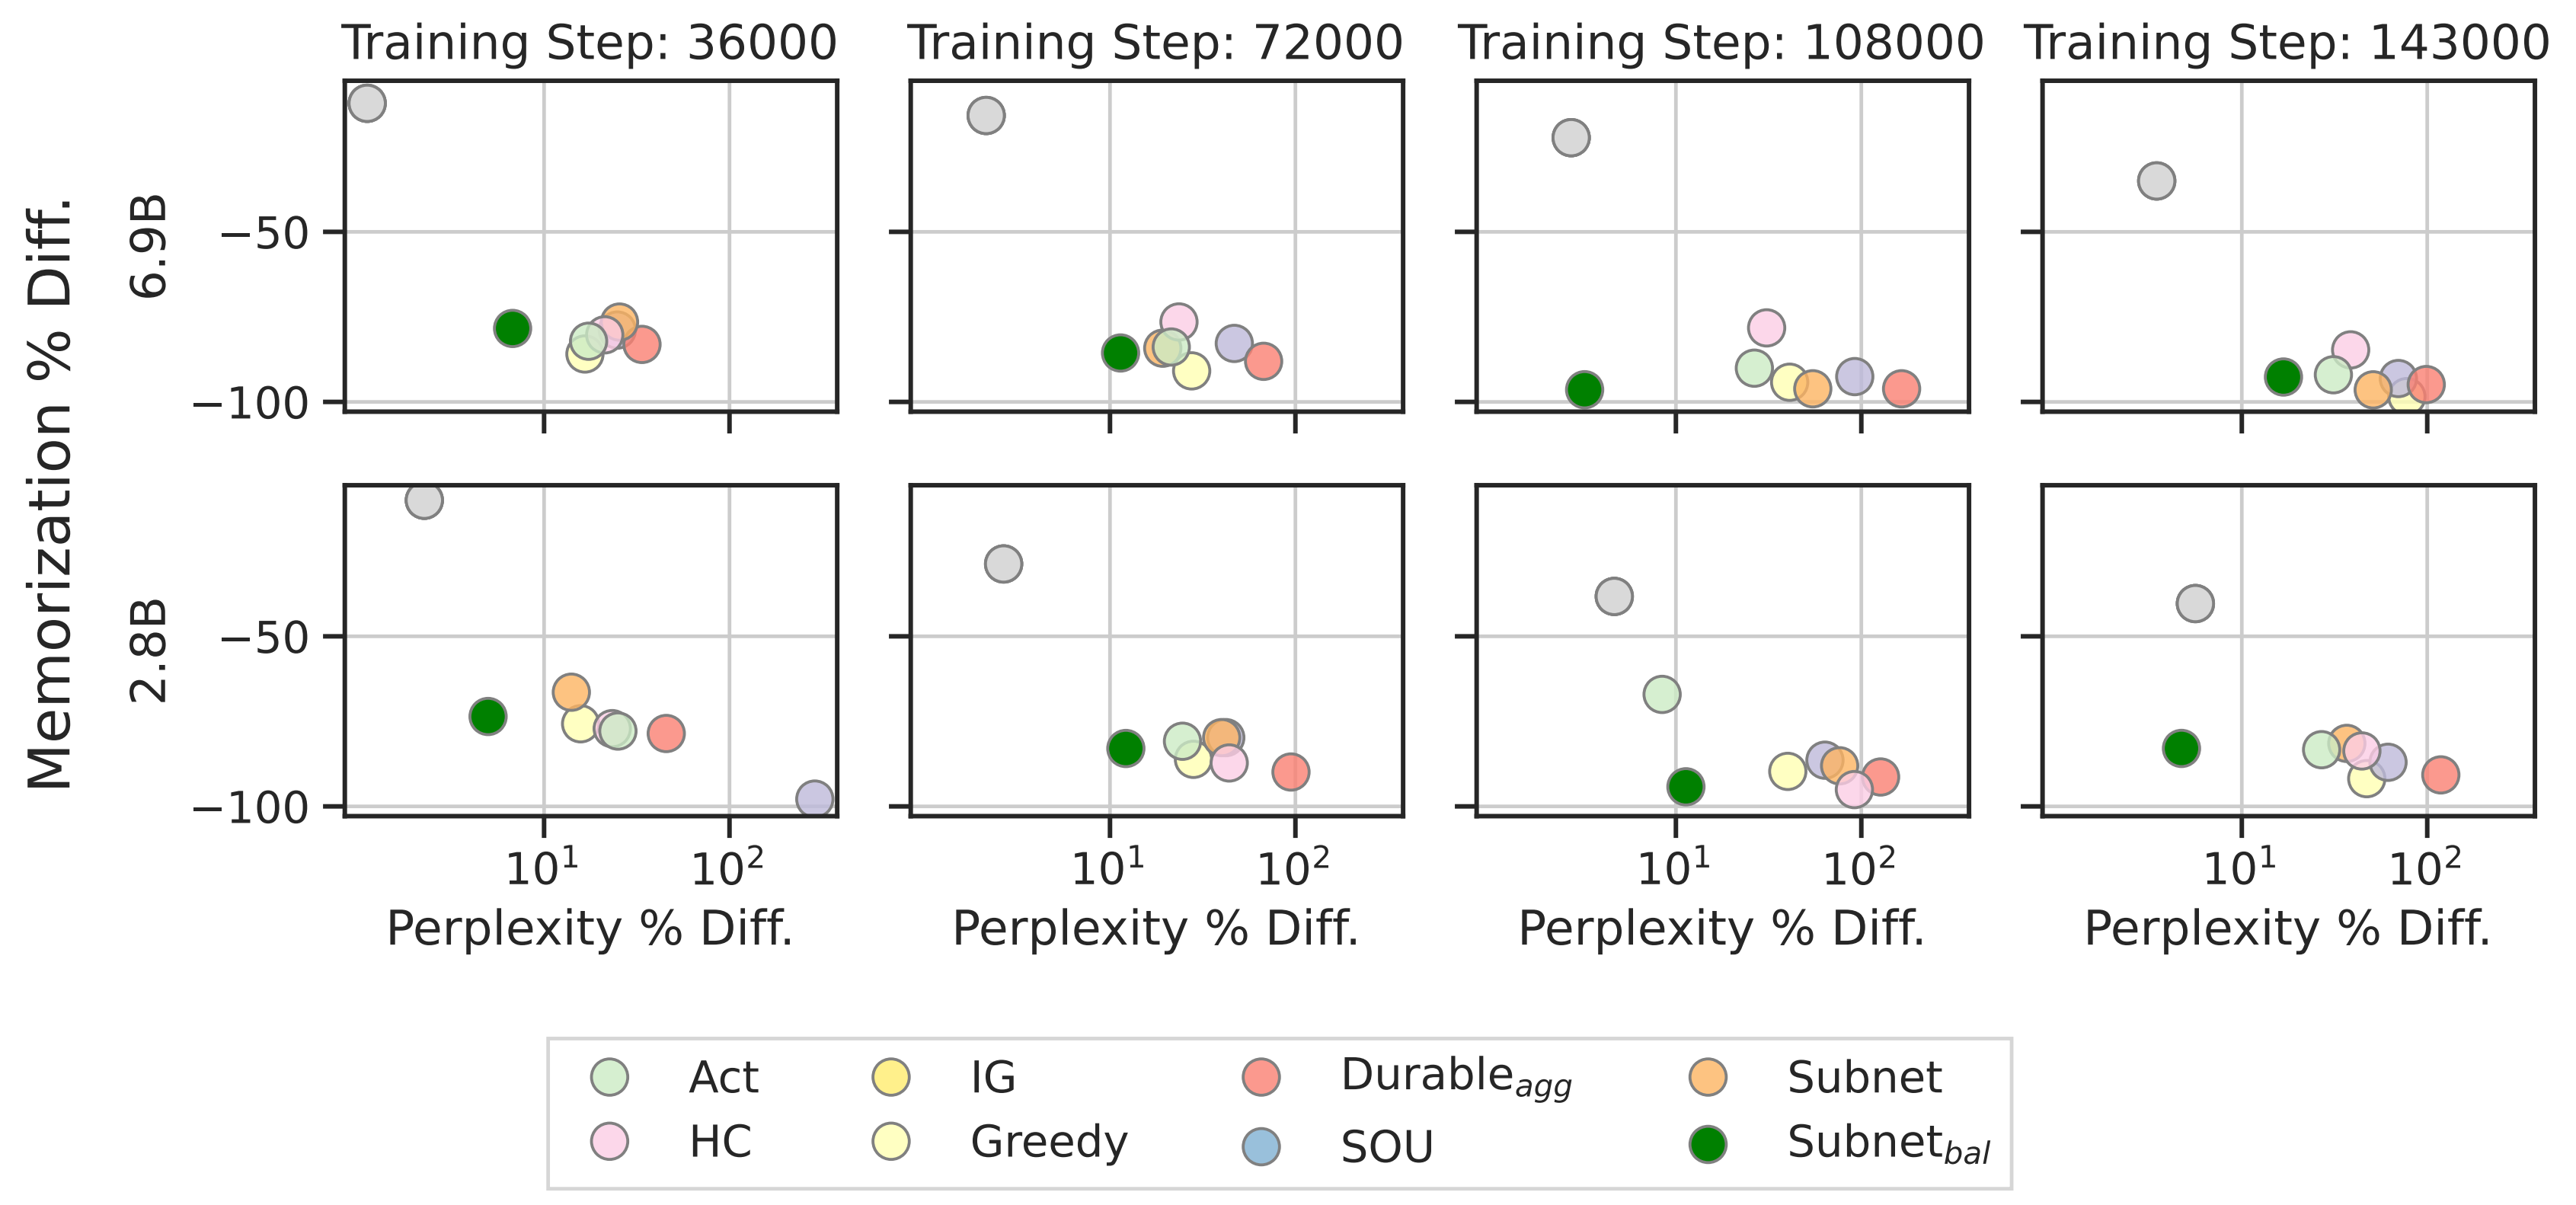 Training Step: 36000
Training Step: 72000
Training Step: 108000
Training Step: 143000
Memorization % Diff.
6.9B
−50
−100
2.8B
−50
−100
10¹
10²
10¹
10²
10¹
10²
10¹
10²
Perplexity % Diff.
Perplexity % Diff.
Perplexity % Diff.
Perplexity % Diff.
Act
IG
Durable_agg
Subnet
HC
Greedy
SOU
Subnet_bal